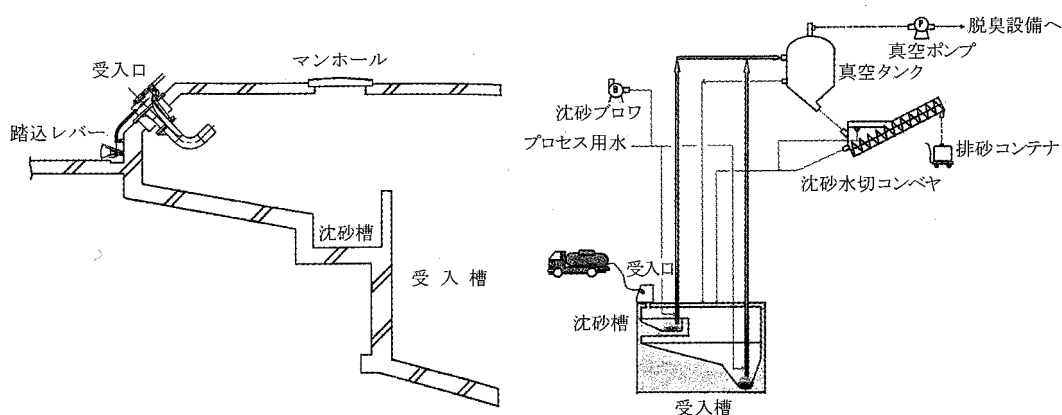 受入口
マンホール
踏込レバー
沈砂槽
受入槽
脱臭設備へ
P
真空ポンプ
真空タンク
沈砂ブロワ
B
プロセス用水
排砂コンテナ
沈砂水切コンベヤ
受入口
沈砂槽
受入槽